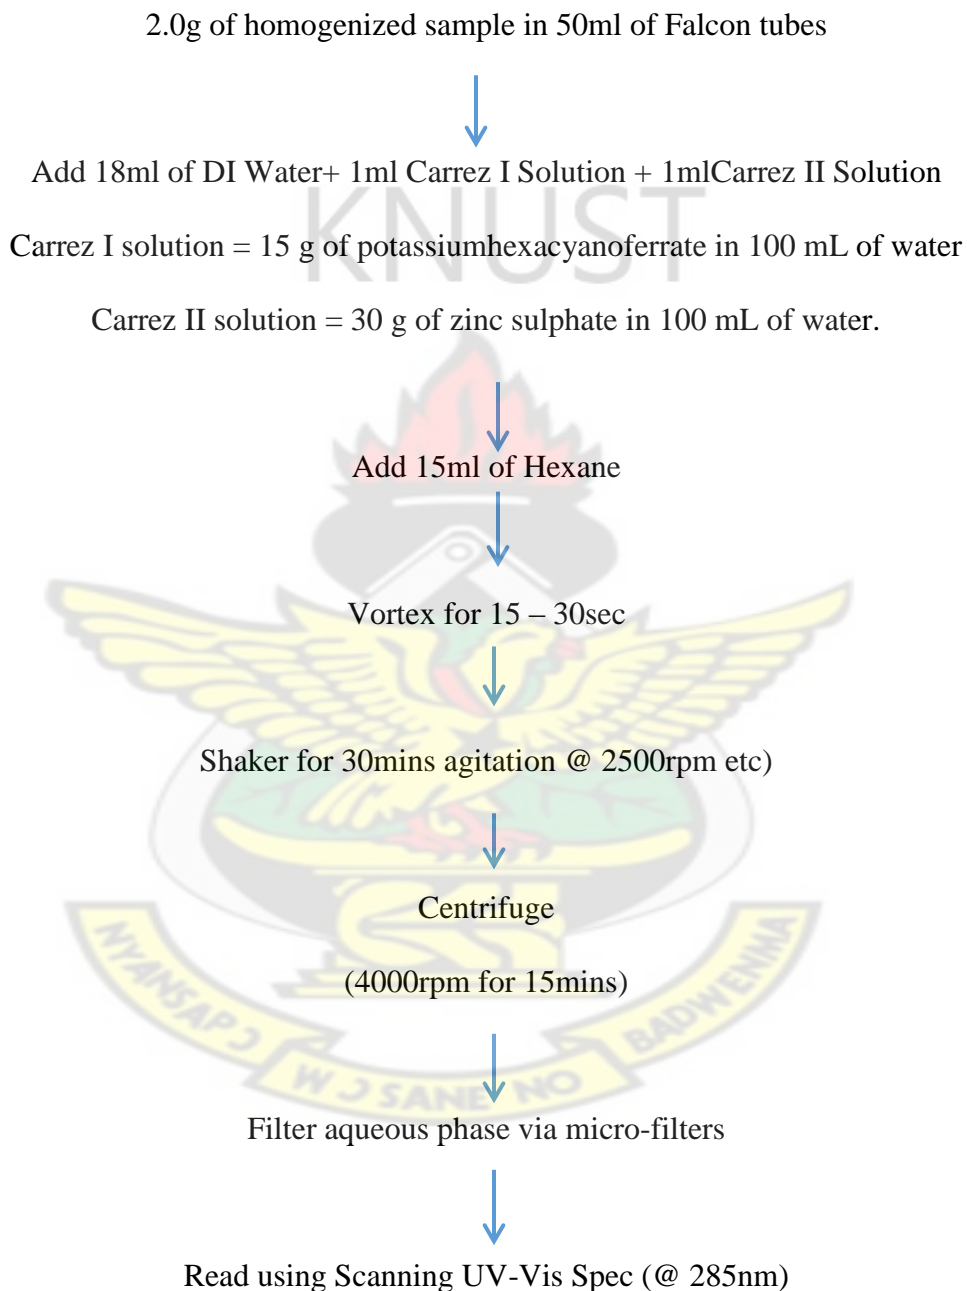 2.0g of homogenized sample in 50ml of Falcon tubes
Add 18ml of DI Water+ 1ml Carrez I Solution + 1mlCarrez II Solution
KNUST
Carrez I solution = 15 g of potassiumhexacyanoferrate in 100 mL of water
Carrez II solution = 30 g of zinc sulphate in 100 mL of water.
Add 15ml of Hexane
Vortex for 15 – 30sec
Shaker for 30mins agitation @ 2500rpm etc)
Centrifuge
(4000rpm for 15mins)
NYANSAPƆ WƆ SANE NO BADWENMA
Filter aqueous phase via micro-filters
Read using Scanning UV-Vis Spec (@ 285nm)